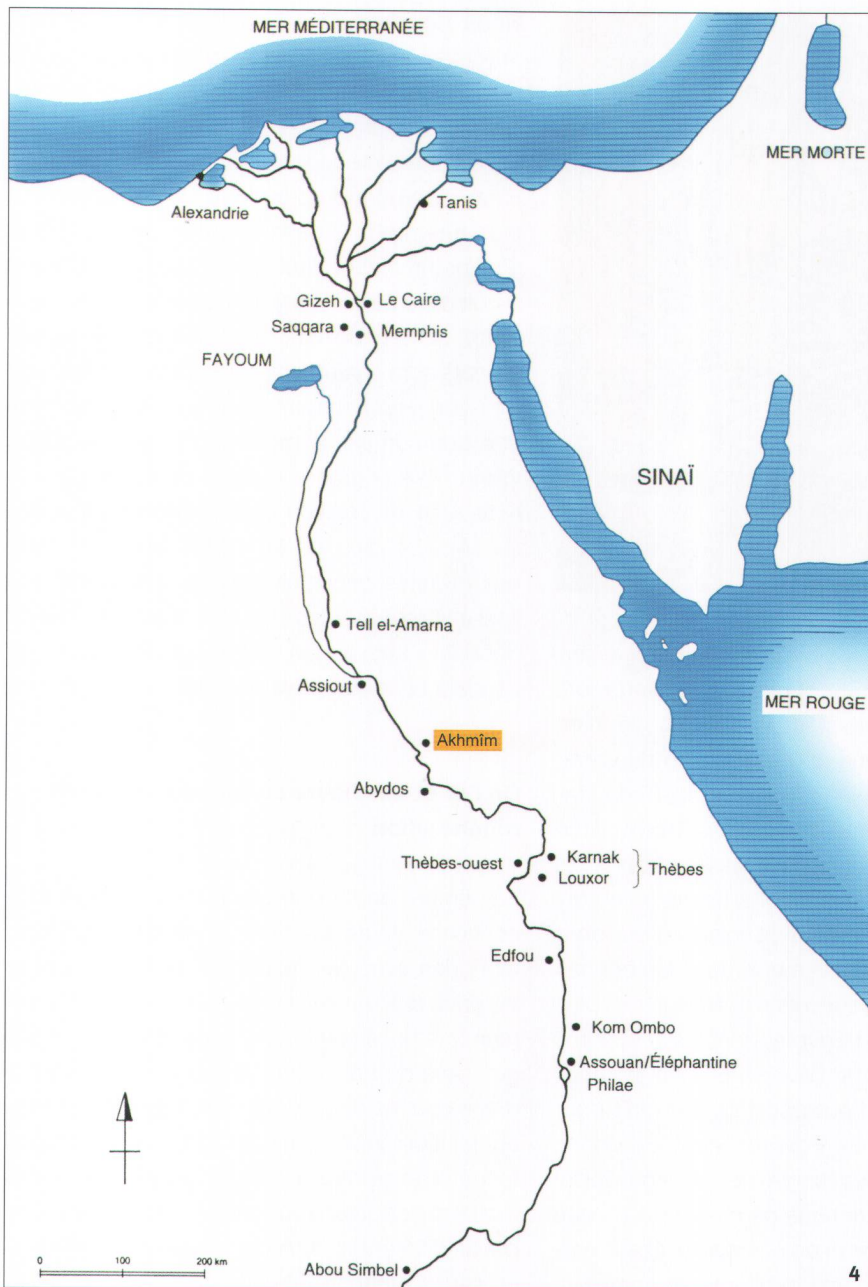 MER MÉDITERRANÉE
MER MORTE
Alexandrie
Tanis
Gizeh
Le Caire
Saqqara
Memphis
FAYOUM
SINAÏ
Tell el-Amarna
Assiout
MER ROUGE
Akhmîm
Abydos
Thèbes-ouest
Karnak
Louxor
Thèbes
Edfou
Kom Ombo
Assouan/Éléphantine
Philae
0 100 200 km
Abou Simbel
4